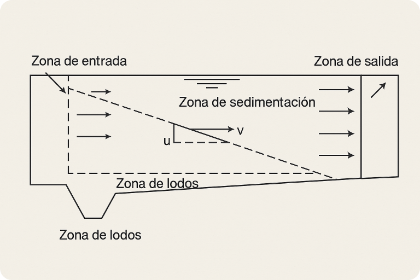 Zona de entrada
Zona de salida
Zona de sedimentación
v
u
Zona de lodos
Zona de lodos